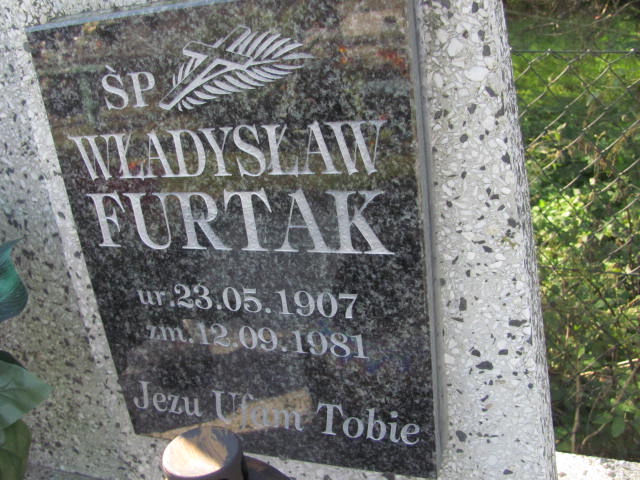 ŚP
WŁADYSŁAW
FURTAK
ur.23.05.1907
zm.12.09.1981
Jezu Ufam Tobie